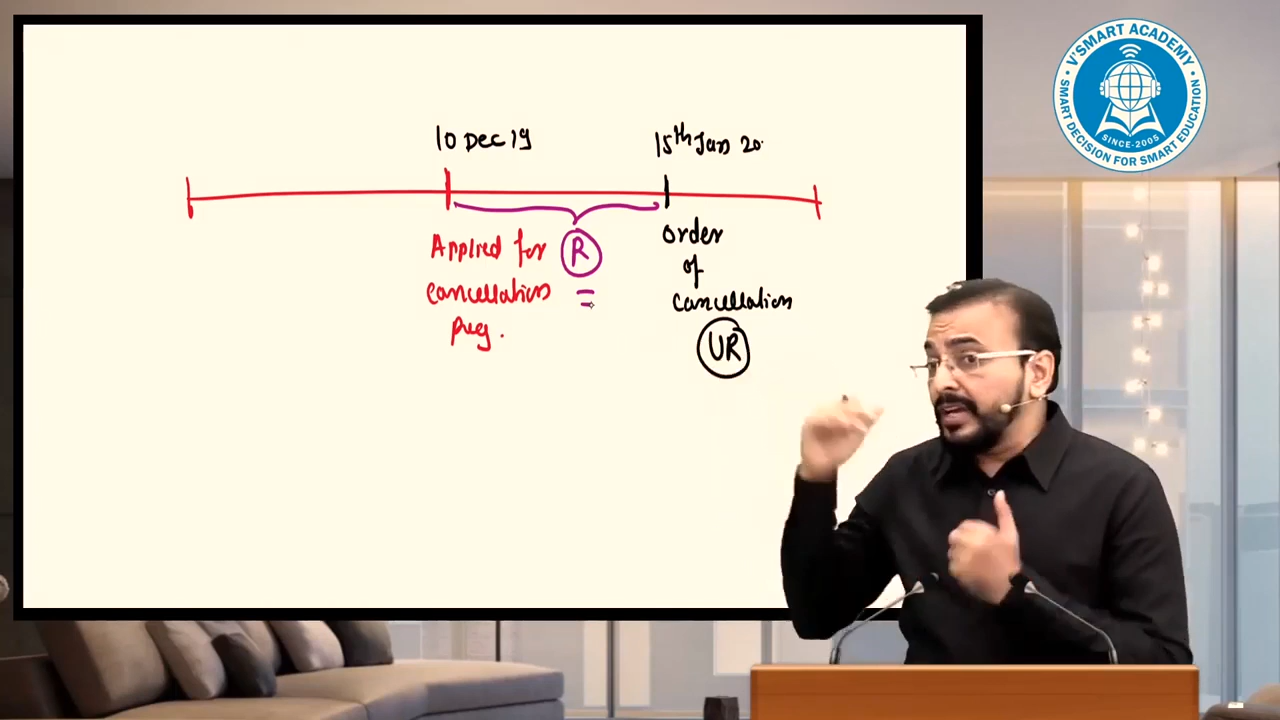 10 Dec 19
15th Jan 20
Applied for
cancellation
R
order
of
cancellation
UR
V'SMART ACADEMY
SMART DECISION FOR SMART EDUCATION
SINCE-2005